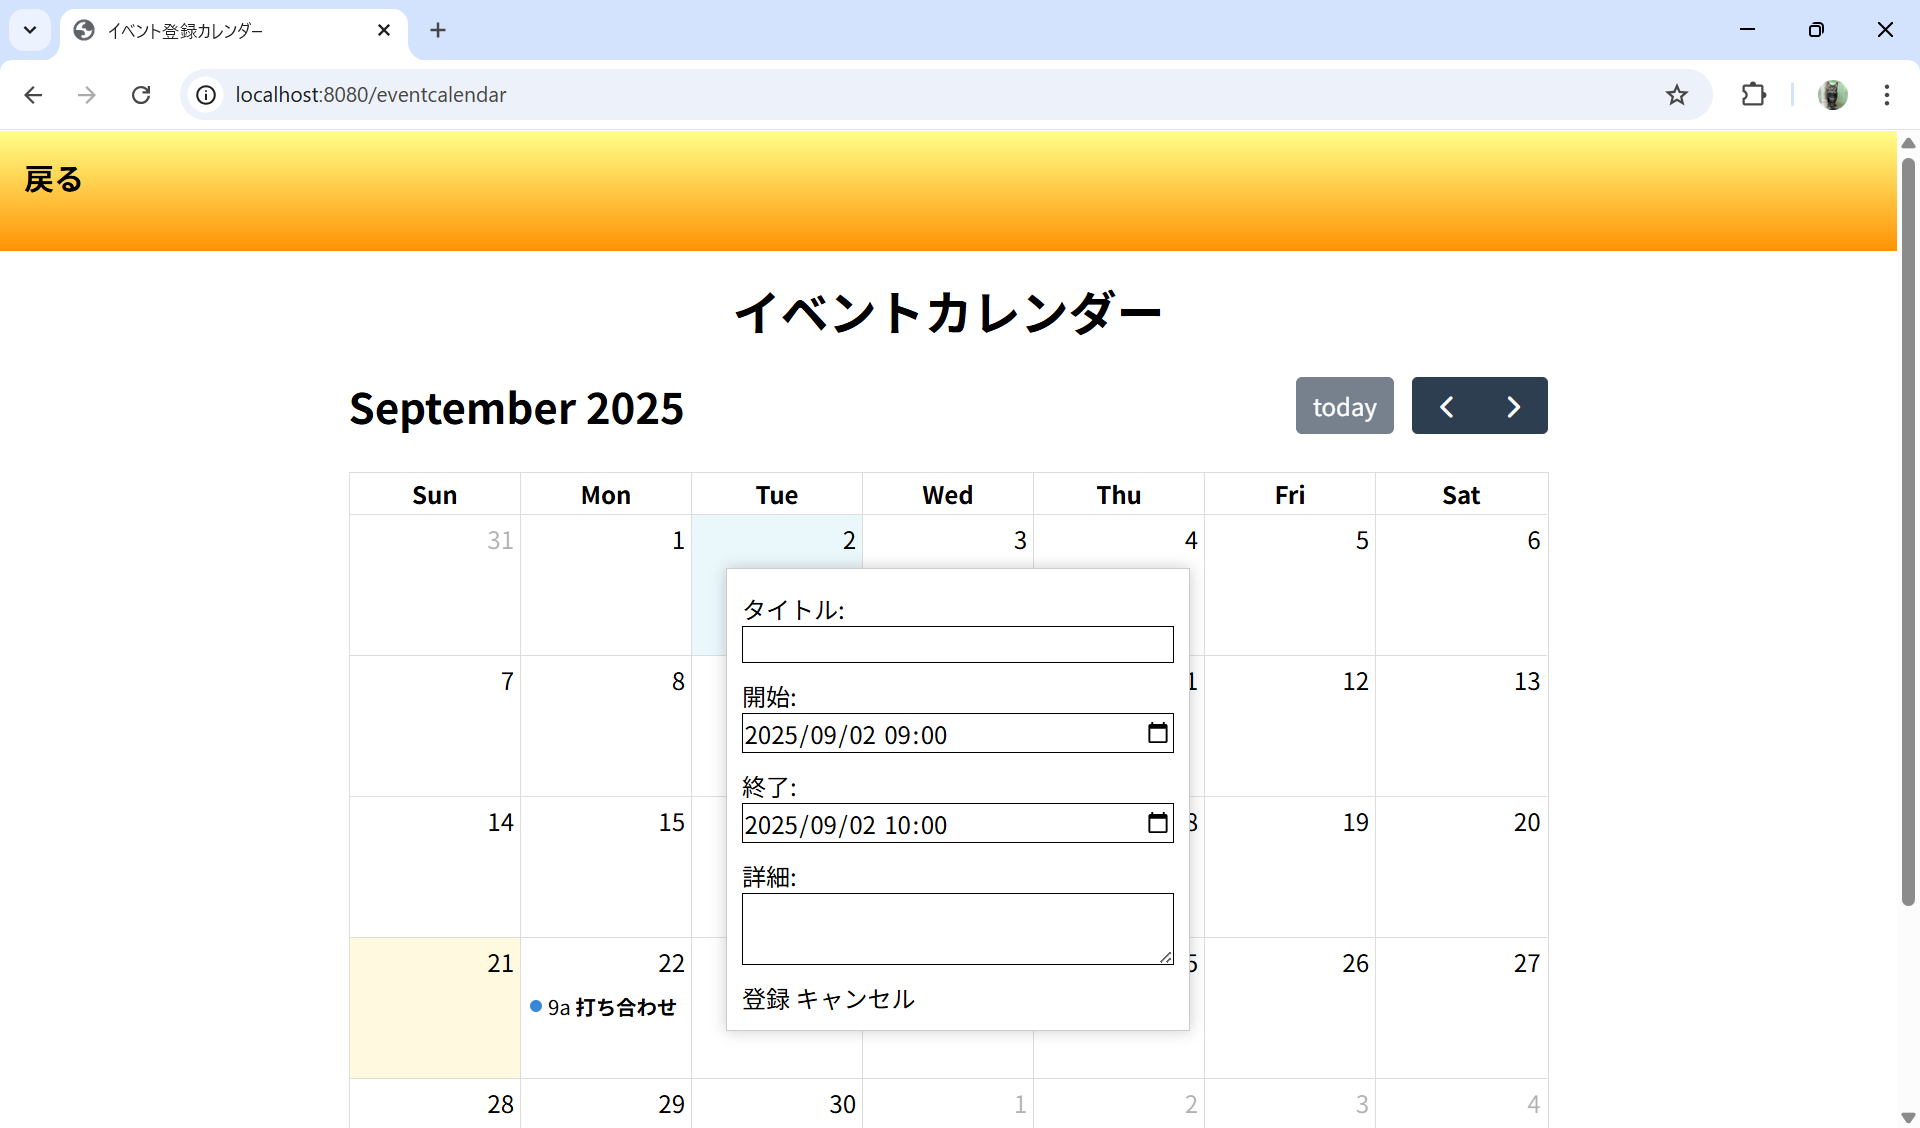 イベント登録カレンダー
localhost:8080/eventcalendar
戻る
イベントカレンダー
September 2025
today
Sun Mon Tue Wed Thu Fri Sat
31 1 2 3 4 5 6
タイトル:
7 8 1 12 13
開始:
2025/09/02 09:00
終了:
2025/09/02 10:00
14 15 8 19 20
詳細:
21 22 5 26 27
9a 打ち合わせ
登録 キャンセル
28 29 30 1 2 3 4